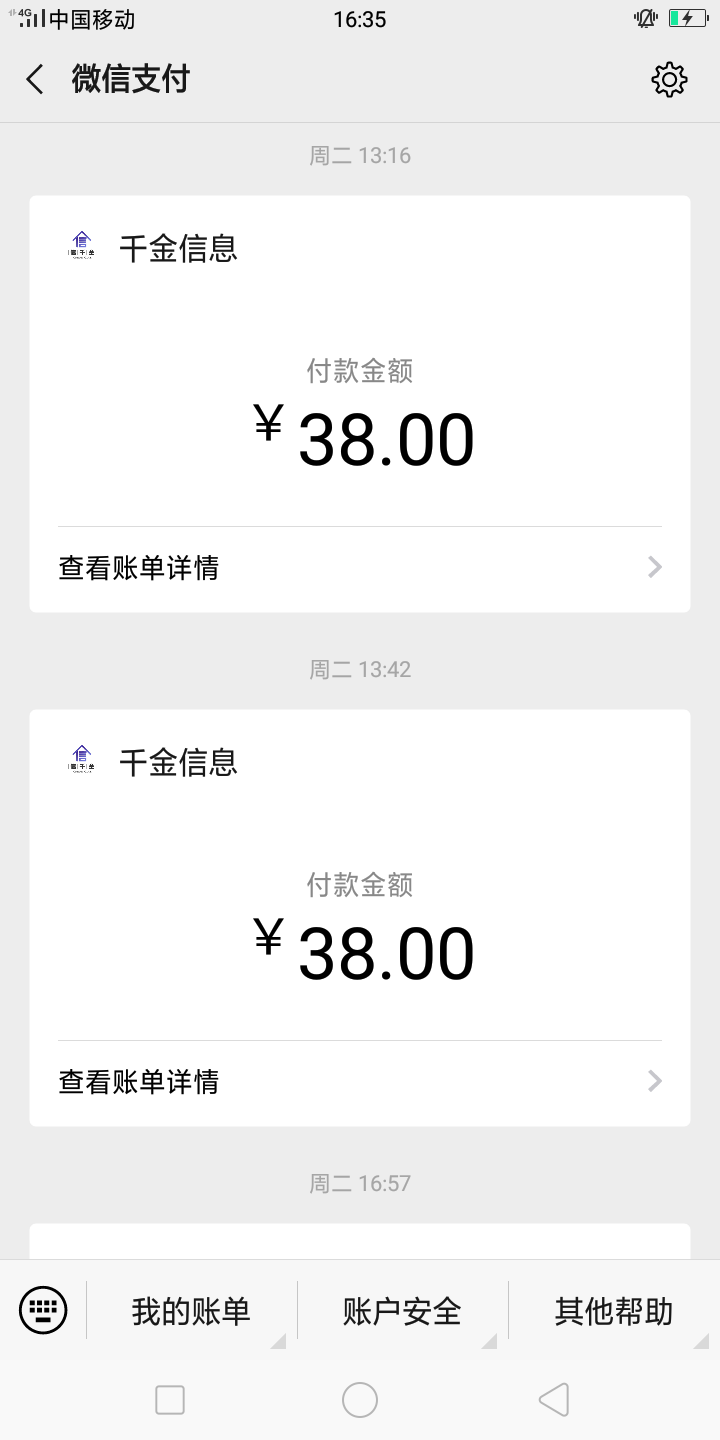 4G 中国移动 16:35
微信支付
周二 13:16
千金信息
付款金额
¥38.00
查看账单详情
周二 13:42
千金信息
付款金额
¥38.00
查看账单详情
周二 16:57
我的账单 账户安全 其他帮助